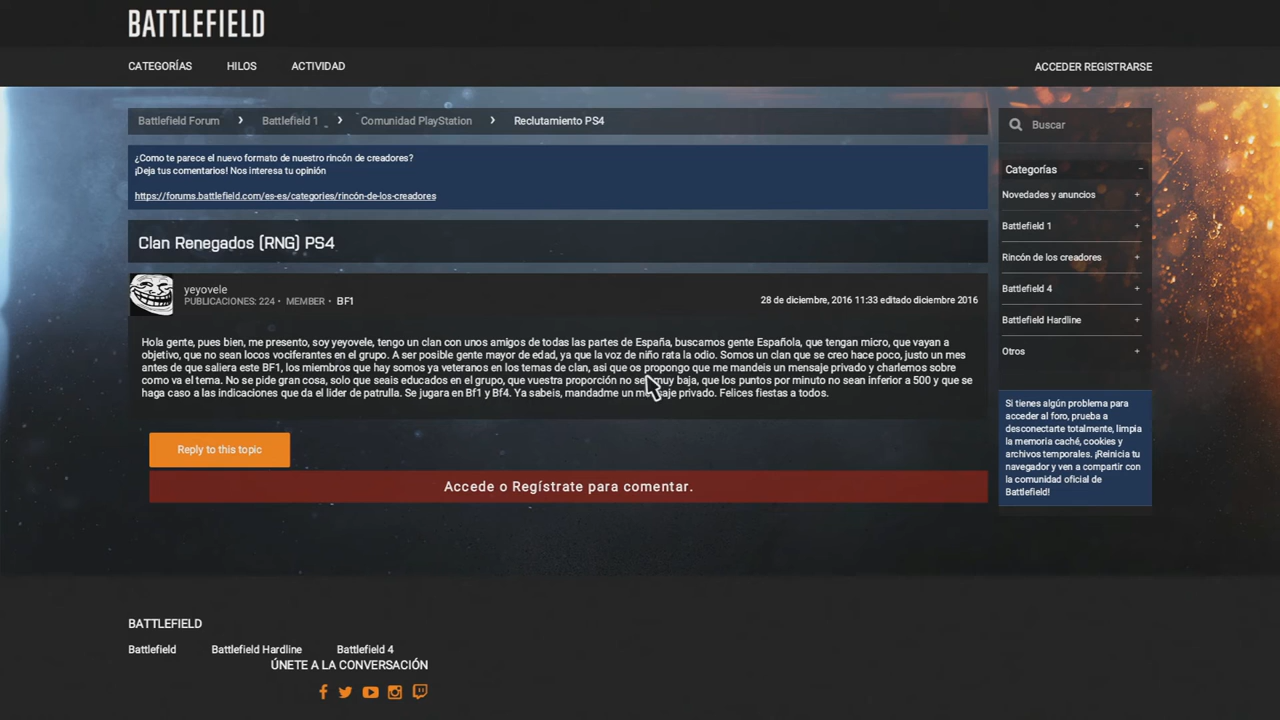 BATTLEFIELD
CATEGORÍAS HILOS ACTIVIDAD ACCEDER REGISTRARSE
Battlefield Forum › Battlefield 1 › Comunidad PlayStation › Reclutamiento PS4
¿Como te parece el nuevo formato de nuestro rincón de creadores?
¡Deja tus comentarios! Nos interesa tu opinión
https://forums.battlefield.com/es-es/categories/rincón-de-los-creadores
Clan Renegados (RNG) PS4
yeyovele
PUBLICACIONES: 224 • MEMBER • BF1
28 de diciembre, 2016 11:33 editado diciembre 2016
Hola gente, pues bien, me presento, soy yeyovele, tengo un clan con unos amigos de todas las partes de España, buscamos gente Española, que tengan micro, que vayan a
objetivo, que no sean locos vociferantes en el grupo. A ser posible gente mayor de edad, ya que la voz de niño rata la odio. Somos un clan que se creo hace poco, justo un mes
antes de que saliera este BF1, los miembros que hay somos ya veteranos en los temas de clan, asi que os propongo que me mandeis un mensaje privado y charlemos sobre
como va el tema. No se pide gran cosa, solo que seais educados en el grupo, que vuestra proporción no sea muy baja, que los puntos por minuto no sean inferior a 500 y que se
haga caso a las indicaciones que da el lider de patrulla. Se jugara en Bf1 y Bf4. Ya sabeis, mandadme un mensaje privado. Felices fiestas a todos.
Reply to this topic
Accede o Regístrate para comentar.
Buscar
Categorías −
Novedades y anuncios +
Battlefield 1 +
Rincón de los creadores +
Battlefield 4 +
Battlefield Hardline +
Otros +
Si tienes algún problema para
acceder al foro, prueba a
desconectarte totalmente, limpia
la memoria caché, cookies y
archivos temporales. ¡Reinicia tu
navegador y ven a compartir con
la comunidad oficial de
Battlefield!
BATTLEFIELD
Battlefield Battlefield Hardline Battlefield 4
ÚNETE A LA CONVERSACIÓN